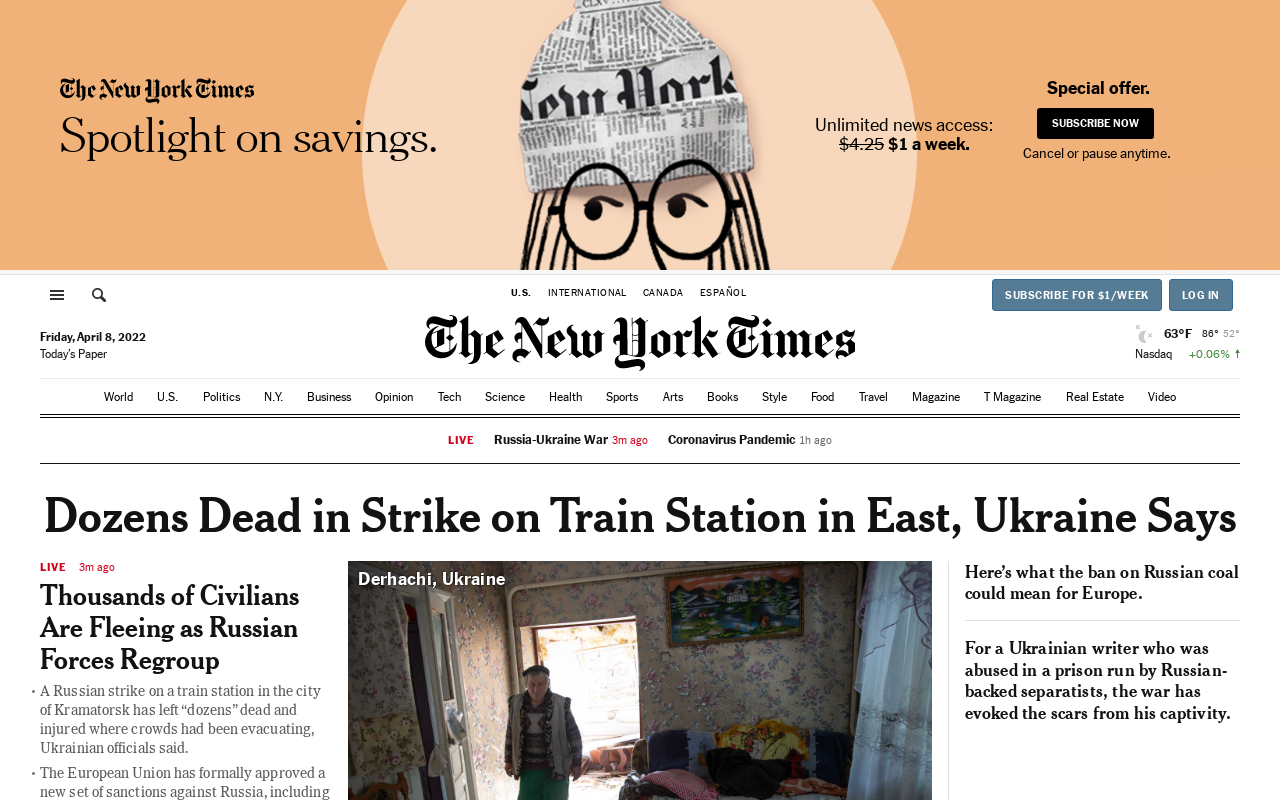 The New York Times
Spotlight on savings.
New York
Unlimited news access:
$4.25 $1 a week.
Special offer.
SUBSCRIBE NOW
Cancel or pause anytime.
U.S. INTERNATIONAL CANADA ESPAÑOL
SUBSCRIBE FOR $1/WEEK LOG IN
The New York Times
Friday, April 8, 2022
Today's Paper
63°F 86° 52°
Nasdaq +0.06% ↑
World U.S. Politics N.Y. Business Opinion Tech Science Health Sports Arts Books Style Food Travel Magazine T Magazine Real Estate Video
LIVE Russia-Ukraine War 3m ago Coronavirus Pandemic 1h ago
Dozens Dead in Strike on Train Station in East, Ukraine Says
LIVE 3m ago
Thousands of Civilians
Are Fleeing as Russian
Forces Regroup
• A Russian strike on a train station in the city
of Kramatorsk has left “dozens” dead and
injured where crowds had been evacuating,
Ukrainian officials said.
• The European Union has formally approved a
new set of sanctions against Russia, including
Derhachi, Ukraine
Here’s what the ban on Russian coal
could mean for Europe.
For a Ukrainian writer who was
abused in a prison run by Russian-
backed separatists, the war has
evoked the scars from his captivity.